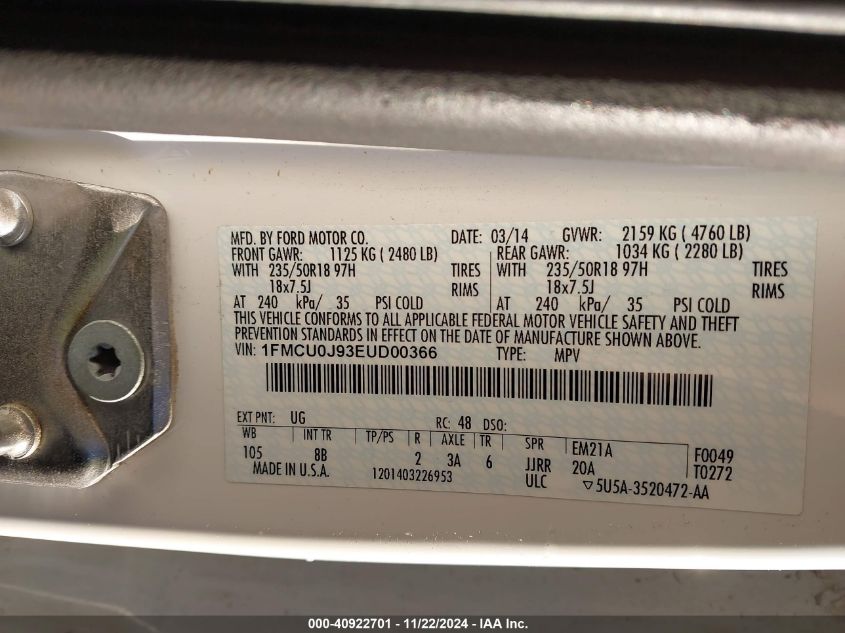 MFD. BY FORD MOTOR CO. DATE: 03/14 GVWR: 2159 KG ( 4760 LB)
FRONT GAWR: 1125 KG ( 2480 LB) REAR GAWR: 1034 KG ( 2280 LB)
WITH 235/50R18 97H TIRES WITH 235/50R18 97H TIRES
18x7.5J RIMS 18x7.5J RIMS
AT 240 kPa/ 35 PSI COLD AT 240 kPa/ 35 PSI COLD
THIS VEHICLE CONFORMS TO ALL APPLICABLE FEDERAL MOTOR VEHICLE SAFETY AND THEFT
PREVENTION STANDARDS IN EFFECT ON THE DATE OF MANUFACTURE SHOWN ABOVE.
VIN: 1FMCU0J93EUD00366 TYPE: MPV
EXT PNT: UG RC: 48 DSO:
WB INT TR TP/PS R AXLE TR SPR EM21A F0049
105 8B 2 3A 6 JJRR 20A T0272
MADE IN U.S.A. 1201403226953 ULC ▽5U5A-3520472-AA
000-40922701 - 11/22/2024 - IAA Inc.